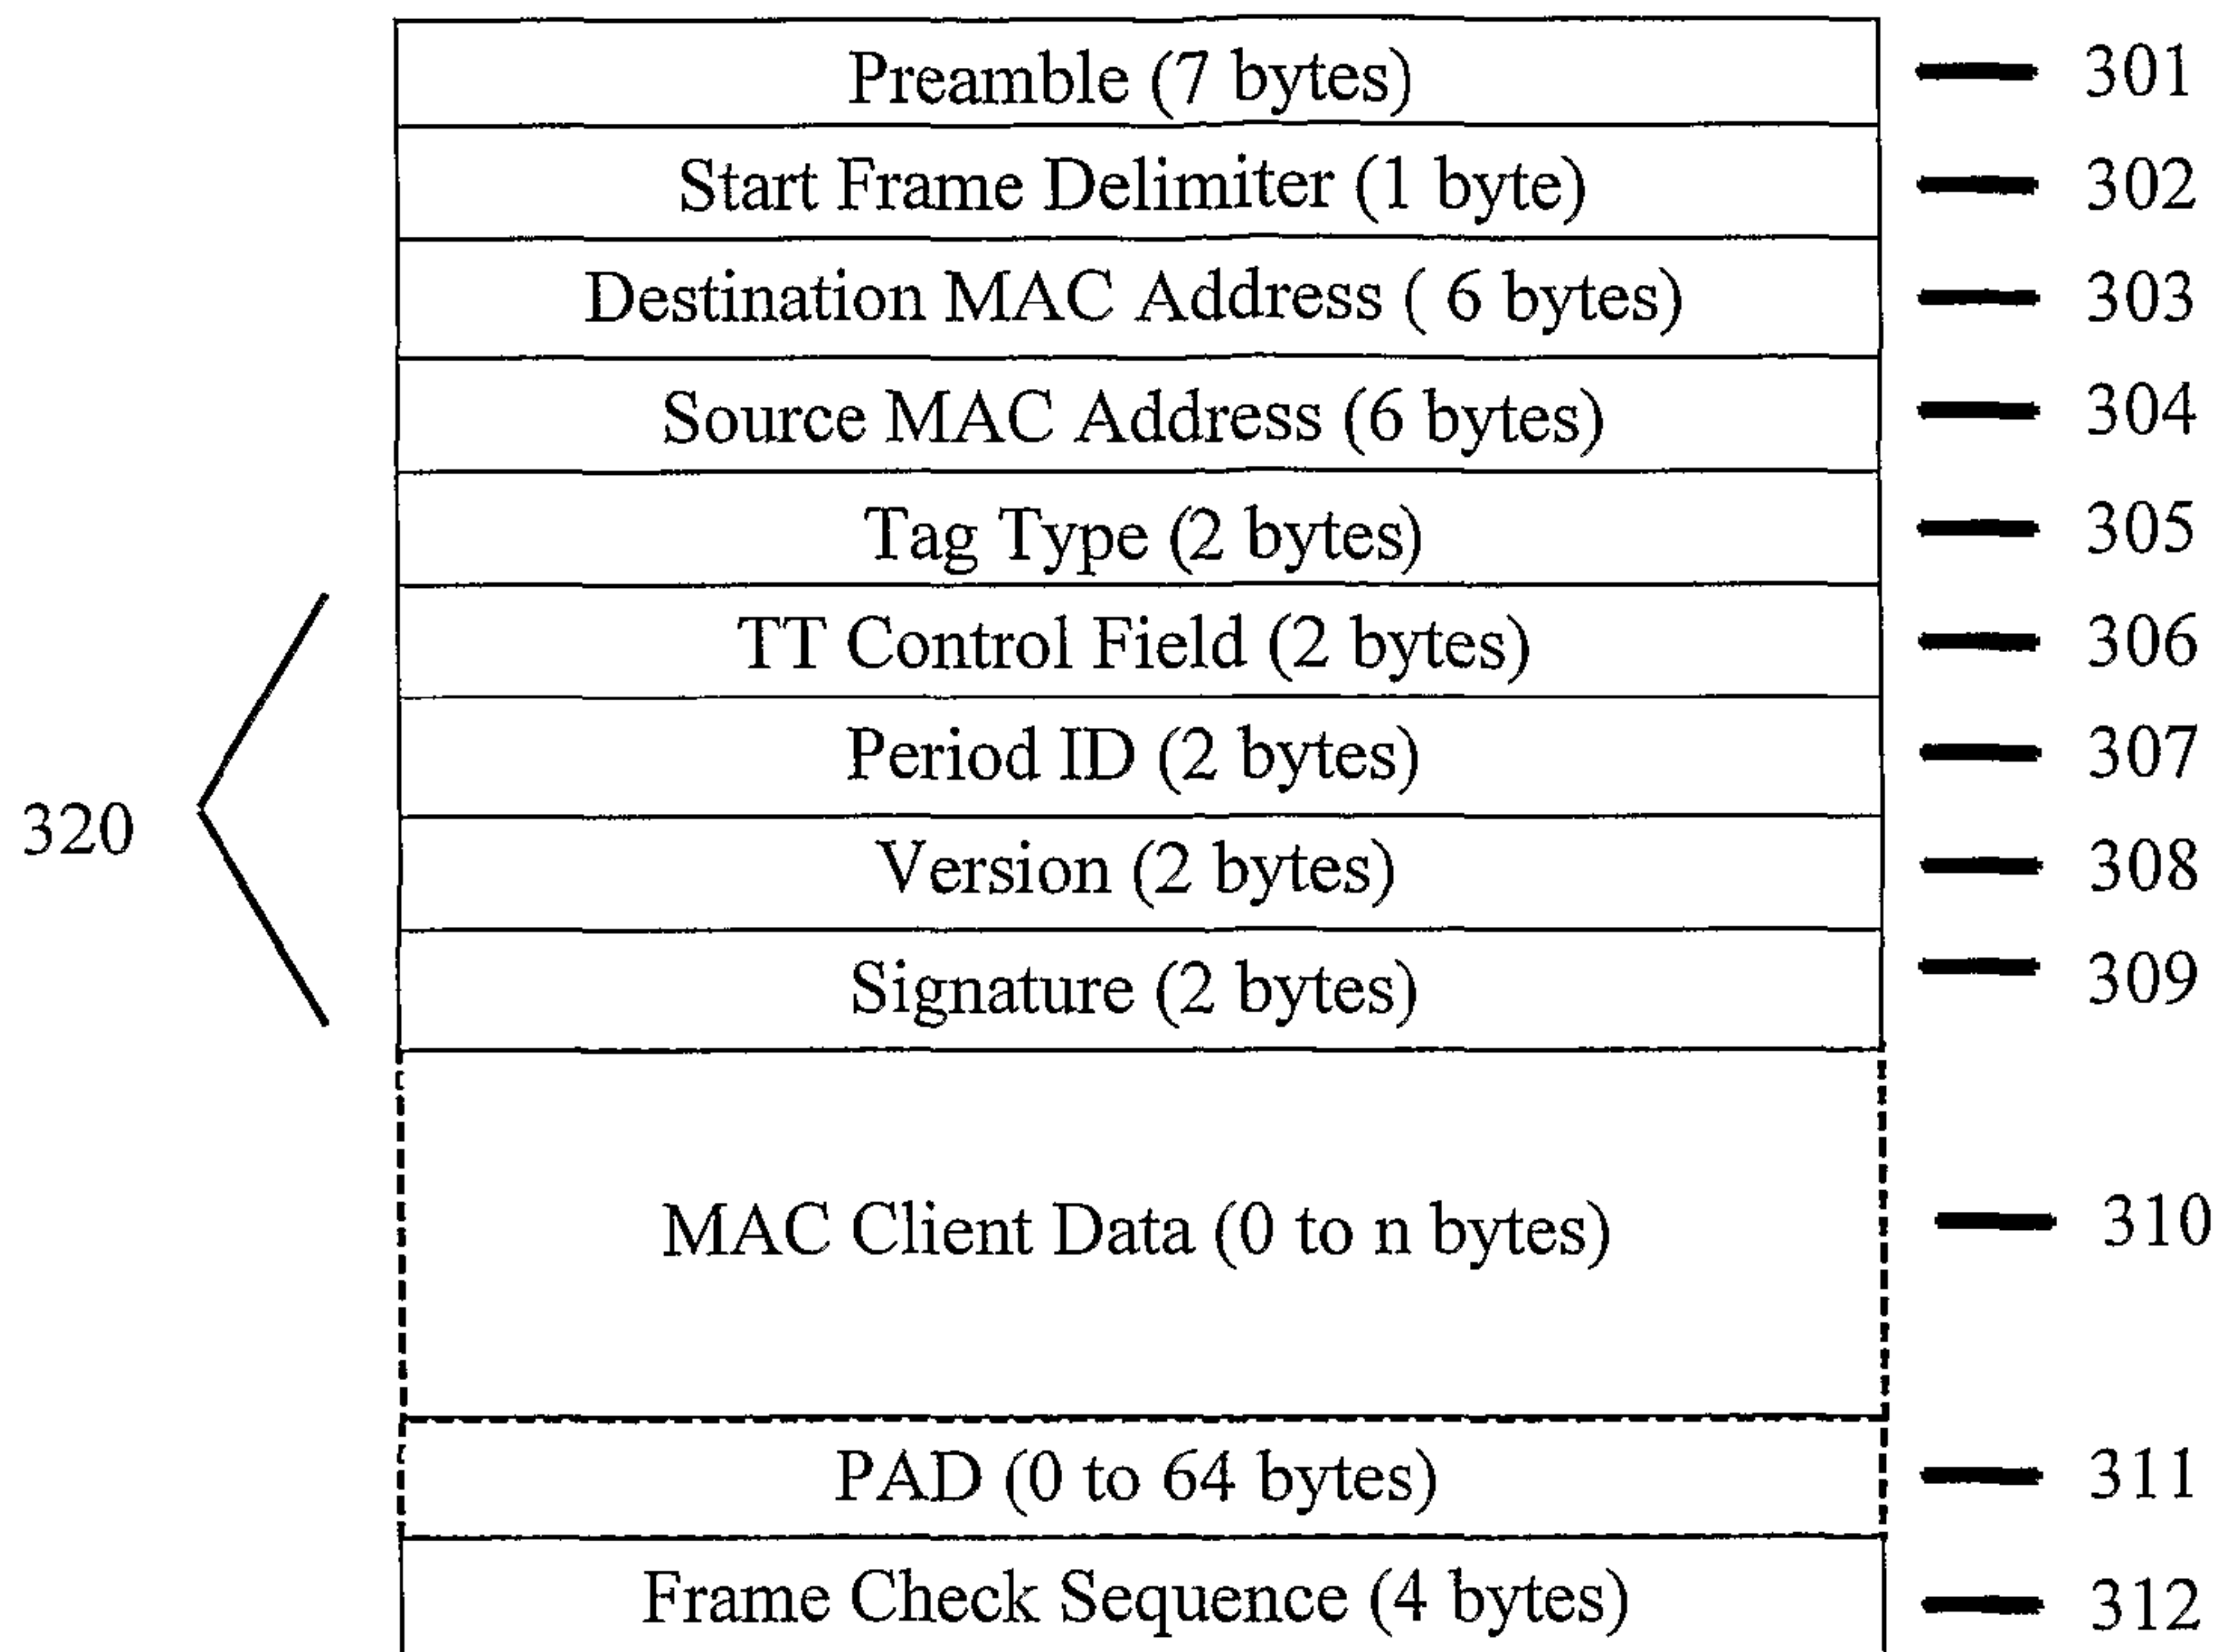 Preamble (7 bytes) 301
Start Frame Delimiter (1 byte) 302
Destination MAC Address ( 6 bytes) 303
Source MAC Address (6 bytes) 304
Tag Type (2 bytes) 305
TT Control Field (2 bytes) 306
Period ID (2 bytes) 307
320
Version (2 bytes) 308
Signature (2 bytes) 309
MAC Client Data (0 to n bytes) 310
PAD (0 to 64 bytes) 311
Frame Check Sequence (4 bytes) 312